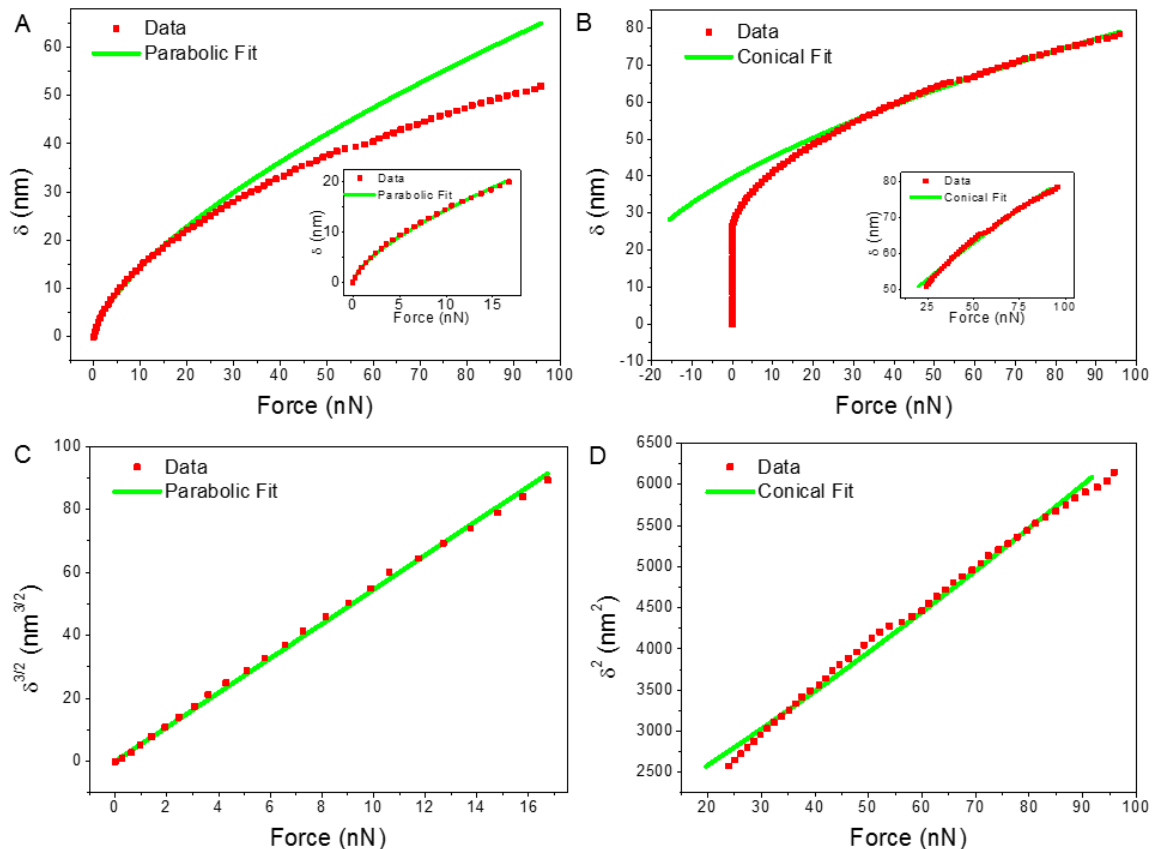 A
Data
Parabolic Fit
δ (nm)
60
50
40
30
20
10
0
0 10 20 30 40 50 60 70 80 90 100
Force (nN)
Data
Parabolic Fit
δ (nm)
20
10
0
0 5 10 15
Force (nN)
B
Data
Conical Fit
δ (nm)
80
70
60
50
40
30
20
10
0
-10
-20 -10 0 10 20 30 40 50 60 70 80 90 100
Force (nN)
Data
Conical Fit
δ (nm)
80
70
60
50
25 50 75 100
Force (nN)
C
Data
Parabolic Fit
δ^3/2 (nm^3/2)
100
80
60
40
20
0
0 2 4 6 8 10 12 14 16
Force (nN)
D
Data
Conical Fit
δ² (nm²)
6500
6000
5500
5000
4500
4000
3500
3000
2500
20 30 40 50 60 70 80 90 100
Force (nN)